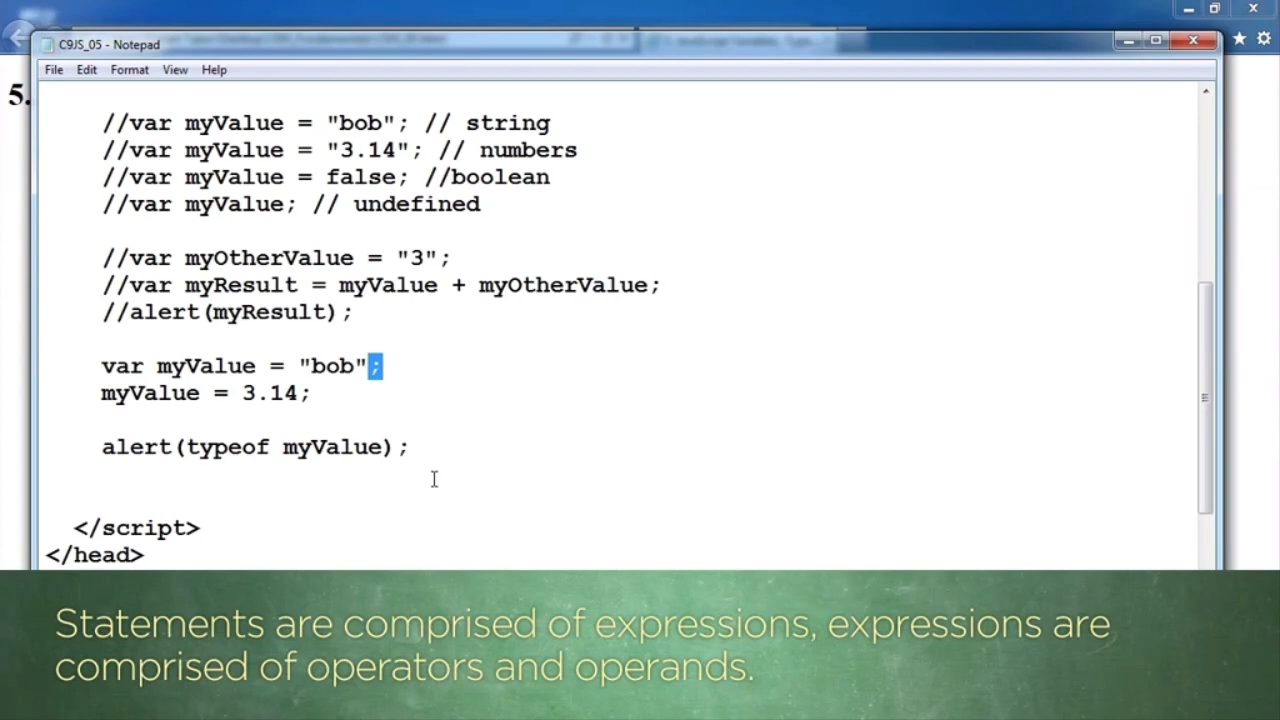 C9JS_05 - Notepad
File Edit Format View Help
5.
//var myValue = "bob"; // string
//var myValue = "3.14"; // numbers
//var myValue = false; //boolean
//var myValue; // undefined
//var myOtherValue = "3";
//var myResult = myValue + myOtherValue;
//alert(myResult);
var myValue = "bob";
myValue = 3.14;
alert(typeof myValue);
</script>
</head>
Statements are comprised of expressions, expressions are
comprised of operators and operands.